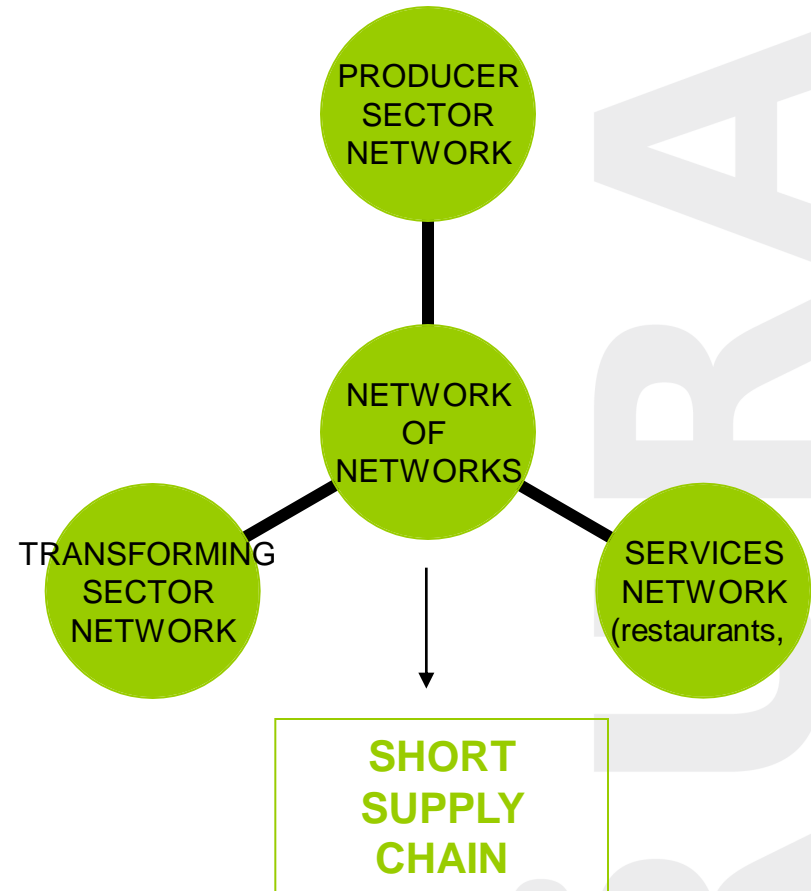 PRODUCER
SECTOR
NETWORK
NETWORK
OF
NETWORKS
TRANSFORMING
SECTOR
NETWORK
SERVICES
NETWORK
(restaurants,
SHORT
SUPPLY
CHAIN